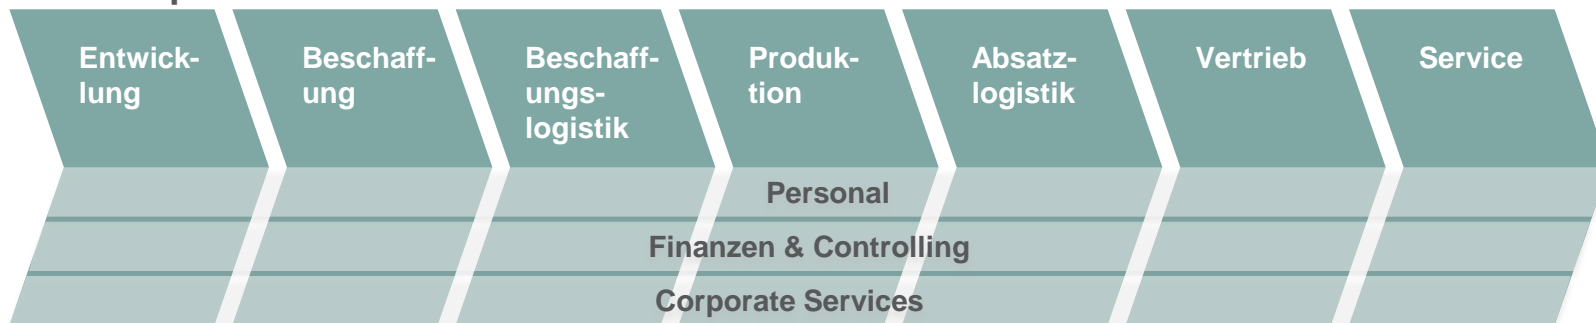 Entwick-
lung
Beschaff-
ung
Beschaff-
ungs-
logistik
Produk-
tion
Absatz-
logistik
Vertrieb
Service
Personal
Finanzen & Controlling
Corporate Services